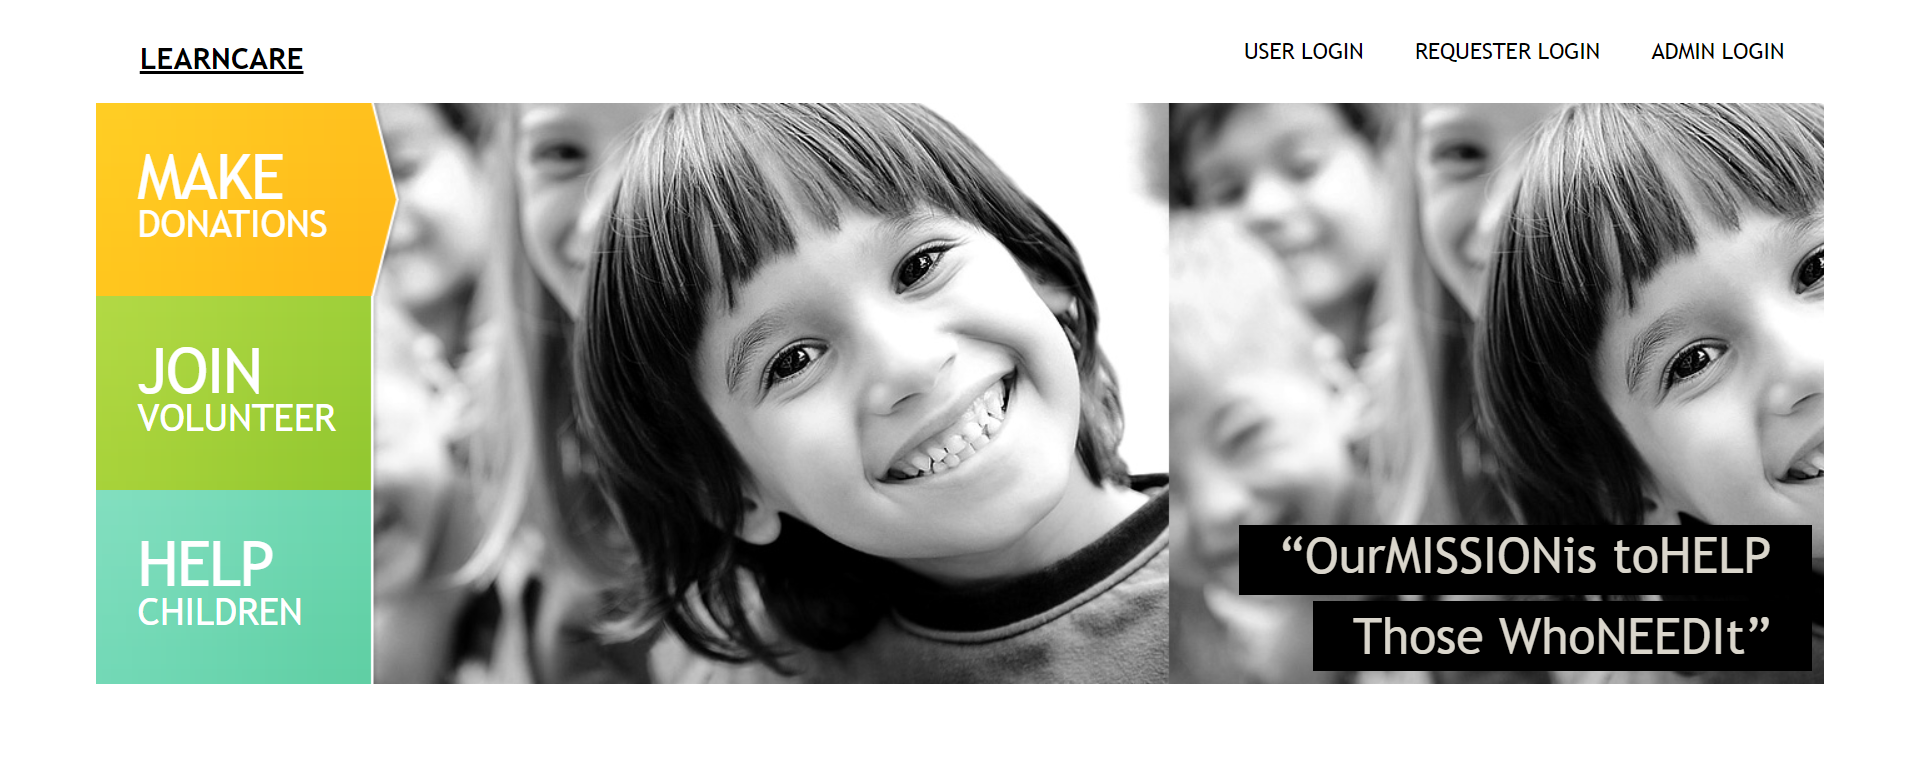 LEARNCARE
USER LOGIN REQUESTER LOGIN ADMIN LOGIN
MAKE
DONATIONS
JOIN
VOLUNTEER
HELP
CHILDREN
“OurMISSIONis toHELP
Those WhoNEEDIt”